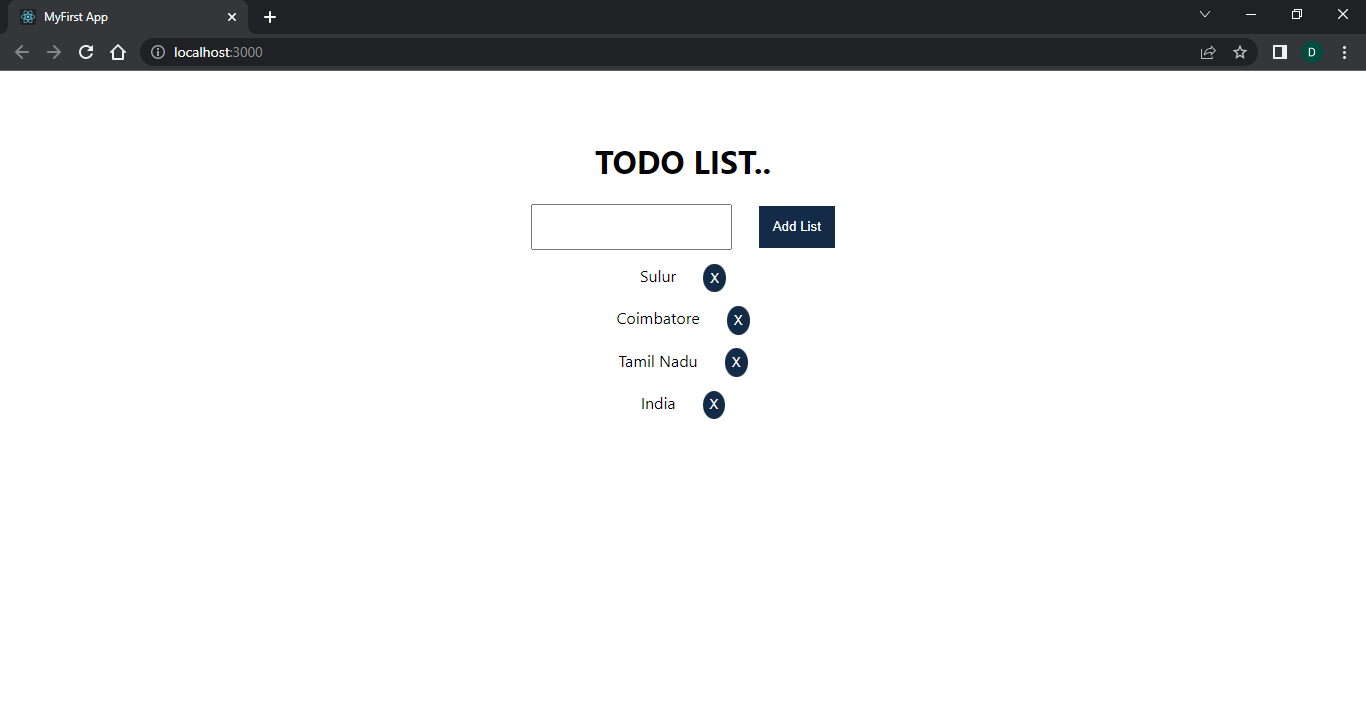 MyFirst App
localhost:3000
D
TODO LIST..
Add List
Sulur X
Coimbatore X
Tamil Nadu X
India X